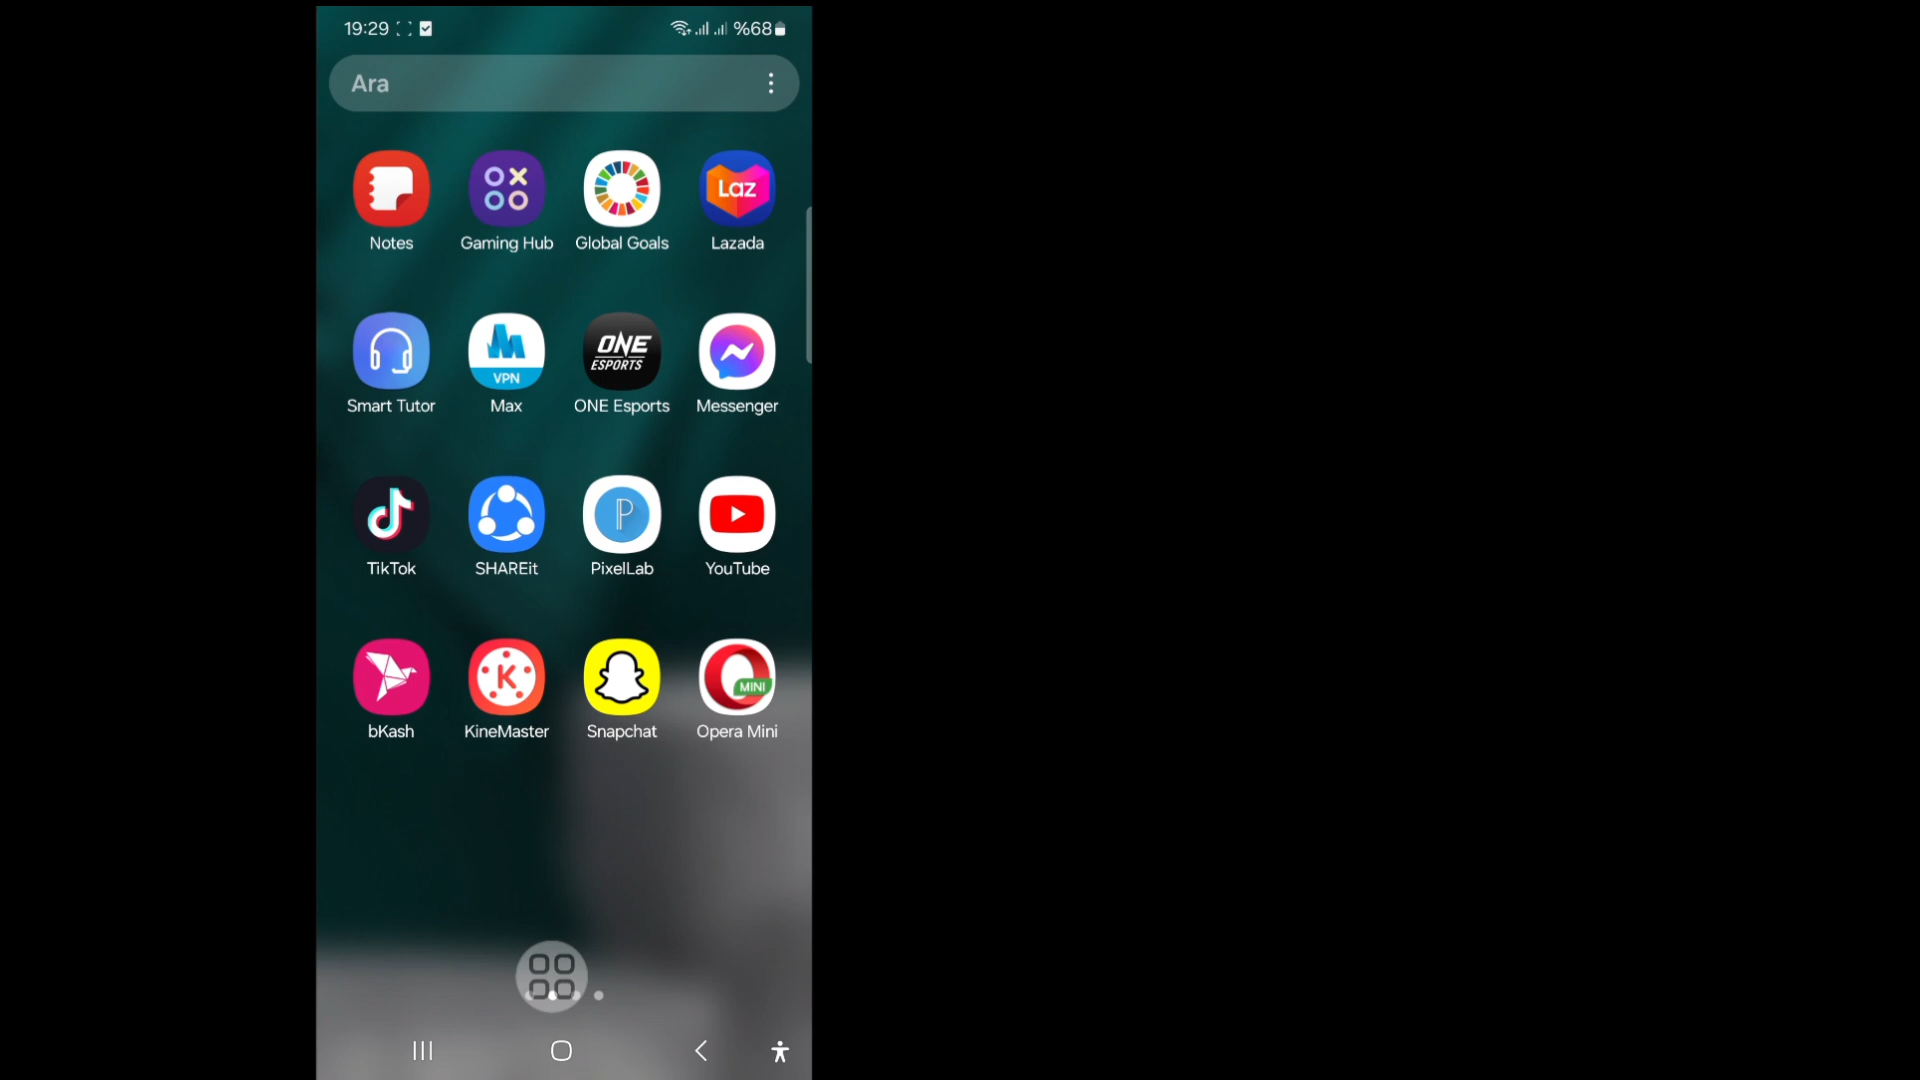 19:29 %68
Ara
Laz
Notes Gaming Hub Global Goals Lazada
VPN ONE ESPORTS
Smart Tutor Max ONE Esports Messenger
P
TikTok SHAREit PixelLab YouTube
K MINI
bKash KineMaster Snapchat Opera Mini